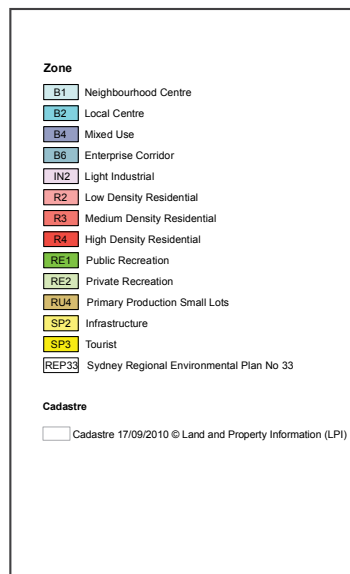 Zone
B1 Neighbourhood Centre
B2 Local Centre
B4 Mixed Use
B6 Enterprise Corridor
IN2 Light Industrial
R2 Low Density Residential
R3 Medium Density Residential
R4 High Density Residential
RE1 Public Recreation
RE2 Private Recreation
RU4 Primary Production Small Lots
SP2 Infrastructure
SP3 Tourist
REP33 Sydney Regional Environmental Plan No 33
Cadastre
Cadastre 17/09/2010 © Land and Property Information (LPI)